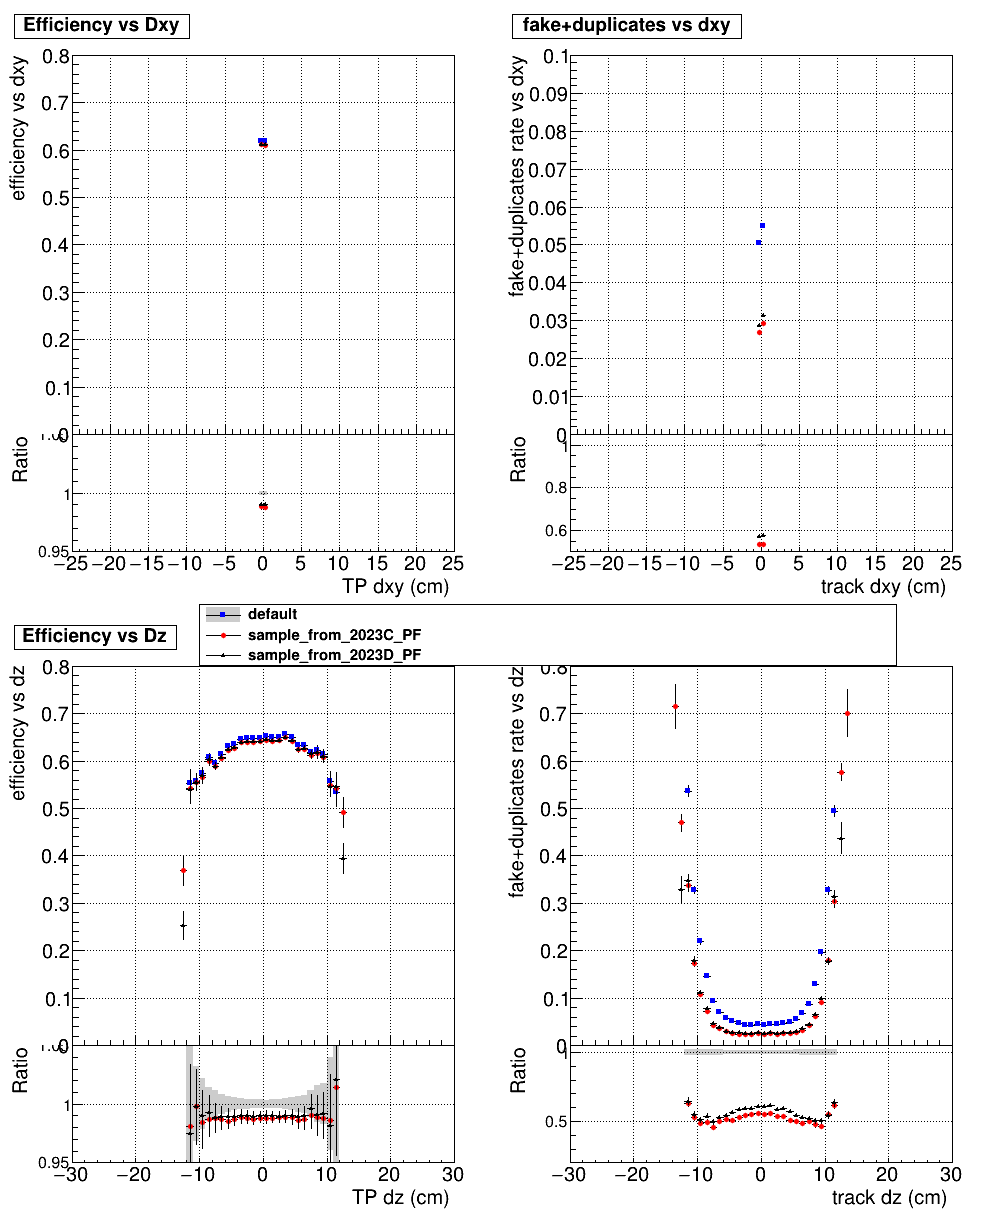 Efficiency vs Dxy
fake+duplicates vs dxy
efficiency vs dxy
0.8
0.7
0.6
0.5
0.4
0.3
0.2
0.1
0
Ratio
1
0.95
−25 −20 −15 −10 −5 0 5 10 15 20 25
TP dxy (cm)
fake+duplicates rate vs dxy
0.1
0.09
0.08
0.07
0.06
0.05
0.04
0.03
0.02
0.01
0
Ratio
1
0.8
0.6
−25 −20 −15 −10 −5 0 5 10 15 20 25
track dxy (cm)
default
sample_from_2023C_PF
sample_from_2023D_PF
Efficiency vs Dz
efficiency vs dz
0.8
0.7
0.6
0.5
0.4
0.3
0.2
0.1
0
Ratio
1
0.95
−30 −20 −10 0 10 20 30
TP dz (cm)
fake+duplicates rate vs dz
0.8
0.7
0.6
0.5
0.4
0.3
0.2
0.1
0
Ratio
1
0.5
−30 −20 −10 0 10 20 30
track dz (cm)